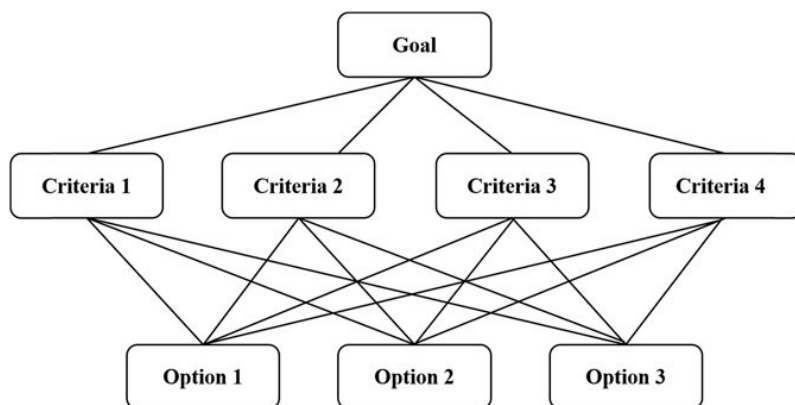 Goal
Criteria 1
Criteria 2
Criteria 3
Criteria 4
Option 1
Option 2
Option 3